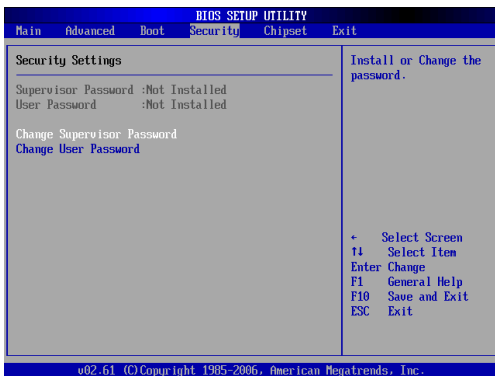 BIOS SETUP UTILITY
Main Advanced Boot Security Chipset Exit
Security Settings
Supervisor Password :Not Installed
User Password :Not Installed
Change Supervisor Password
Change User Password
Install or Change the
password.
← Select Screen
↑↓ Select Item
Enter Change
F1 General Help
F10 Save and Exit
ESC Exit
v02.61 (C)Copyright 1985-2006, American Megatrends, Inc.